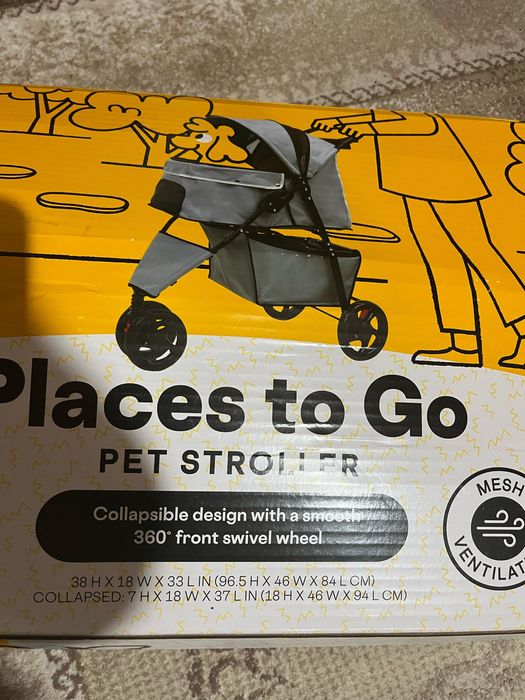 Places to Go
PET STROLLER
Collapsible design with a smooth
360° front swivel wheel
38 H X 18 W X 33 L IN (96.5 H X 46 W X 84 L CM)
COLLAPSED: 7 H X 18 W X 37 L IN (18 H X 46 W X 94 L CM)
MESH